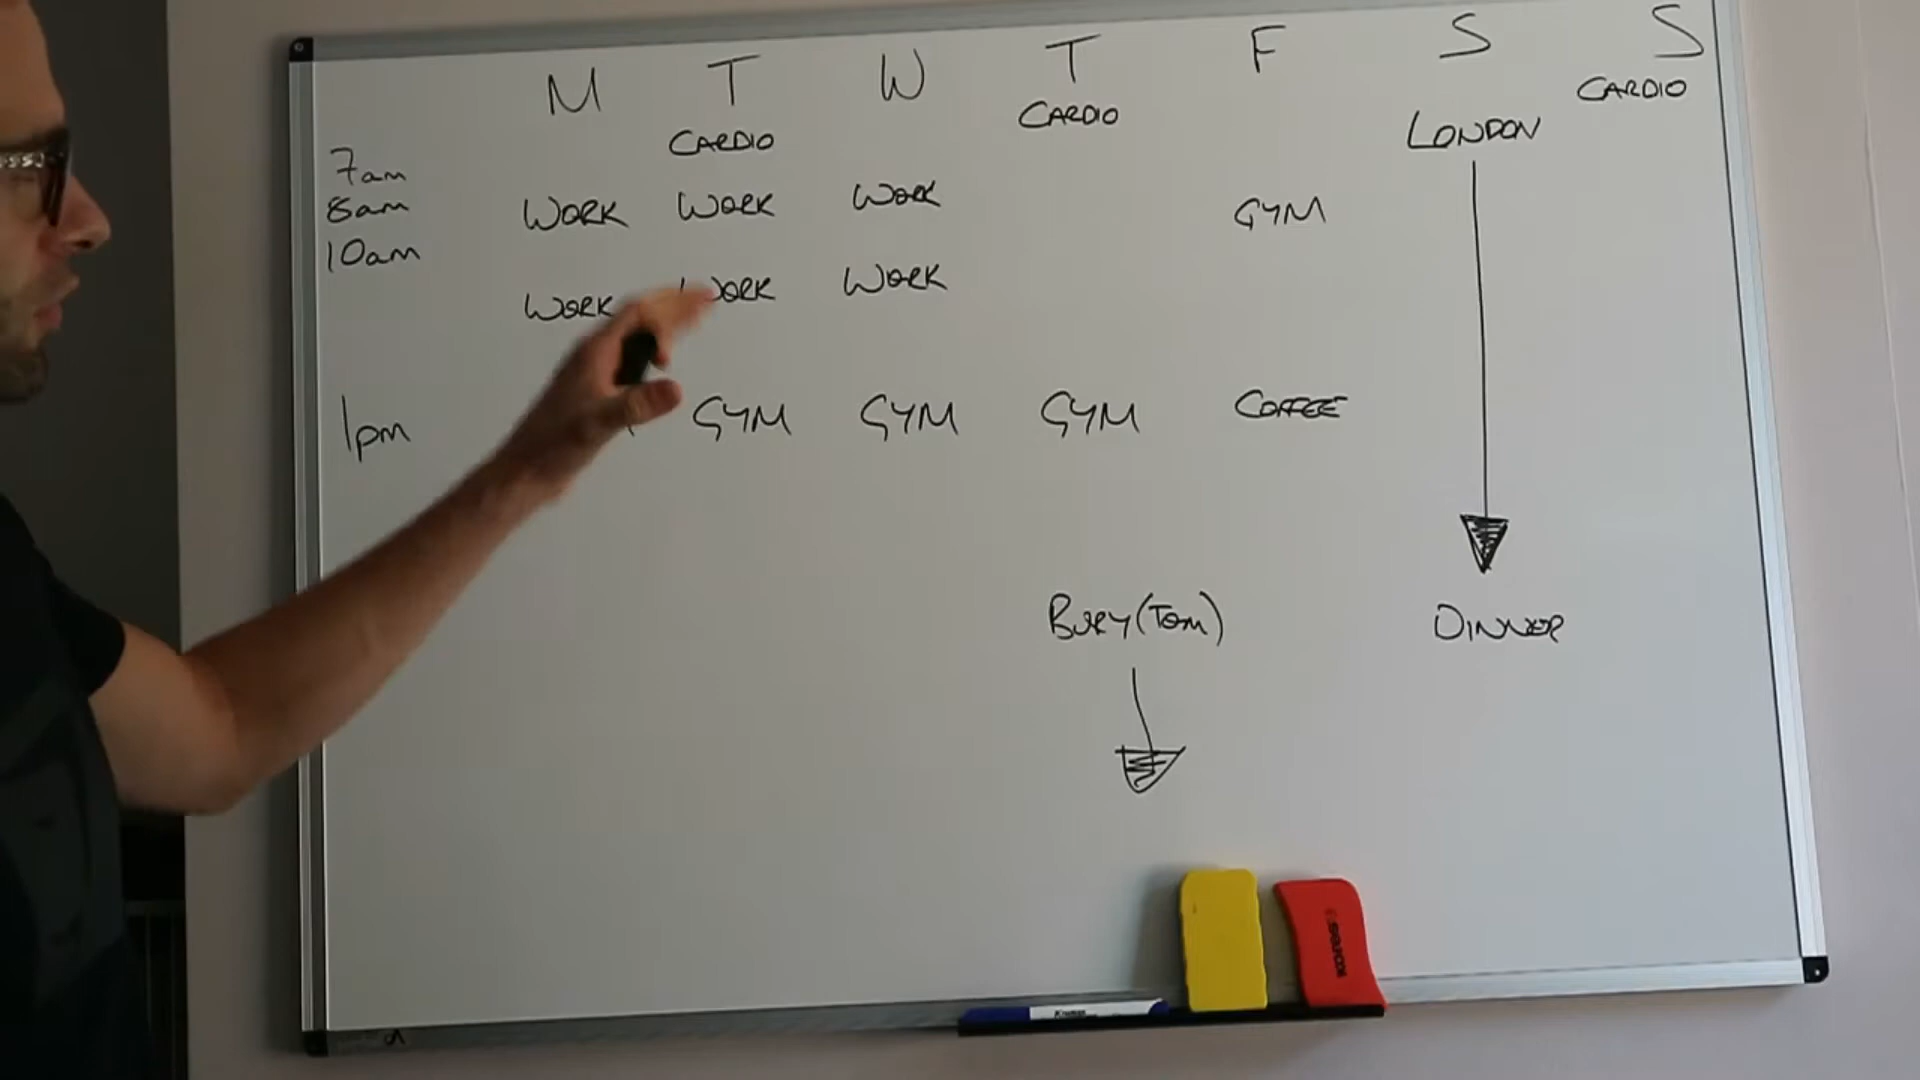 M T W T F S S
CARDIO CARDIO LONDON CARDIO
7am
8am WORK WORK WORK GYM
10am
WORK WORK WORK
1pm GYM GYM GYM COFFEE
BURY (TOM) DINNER